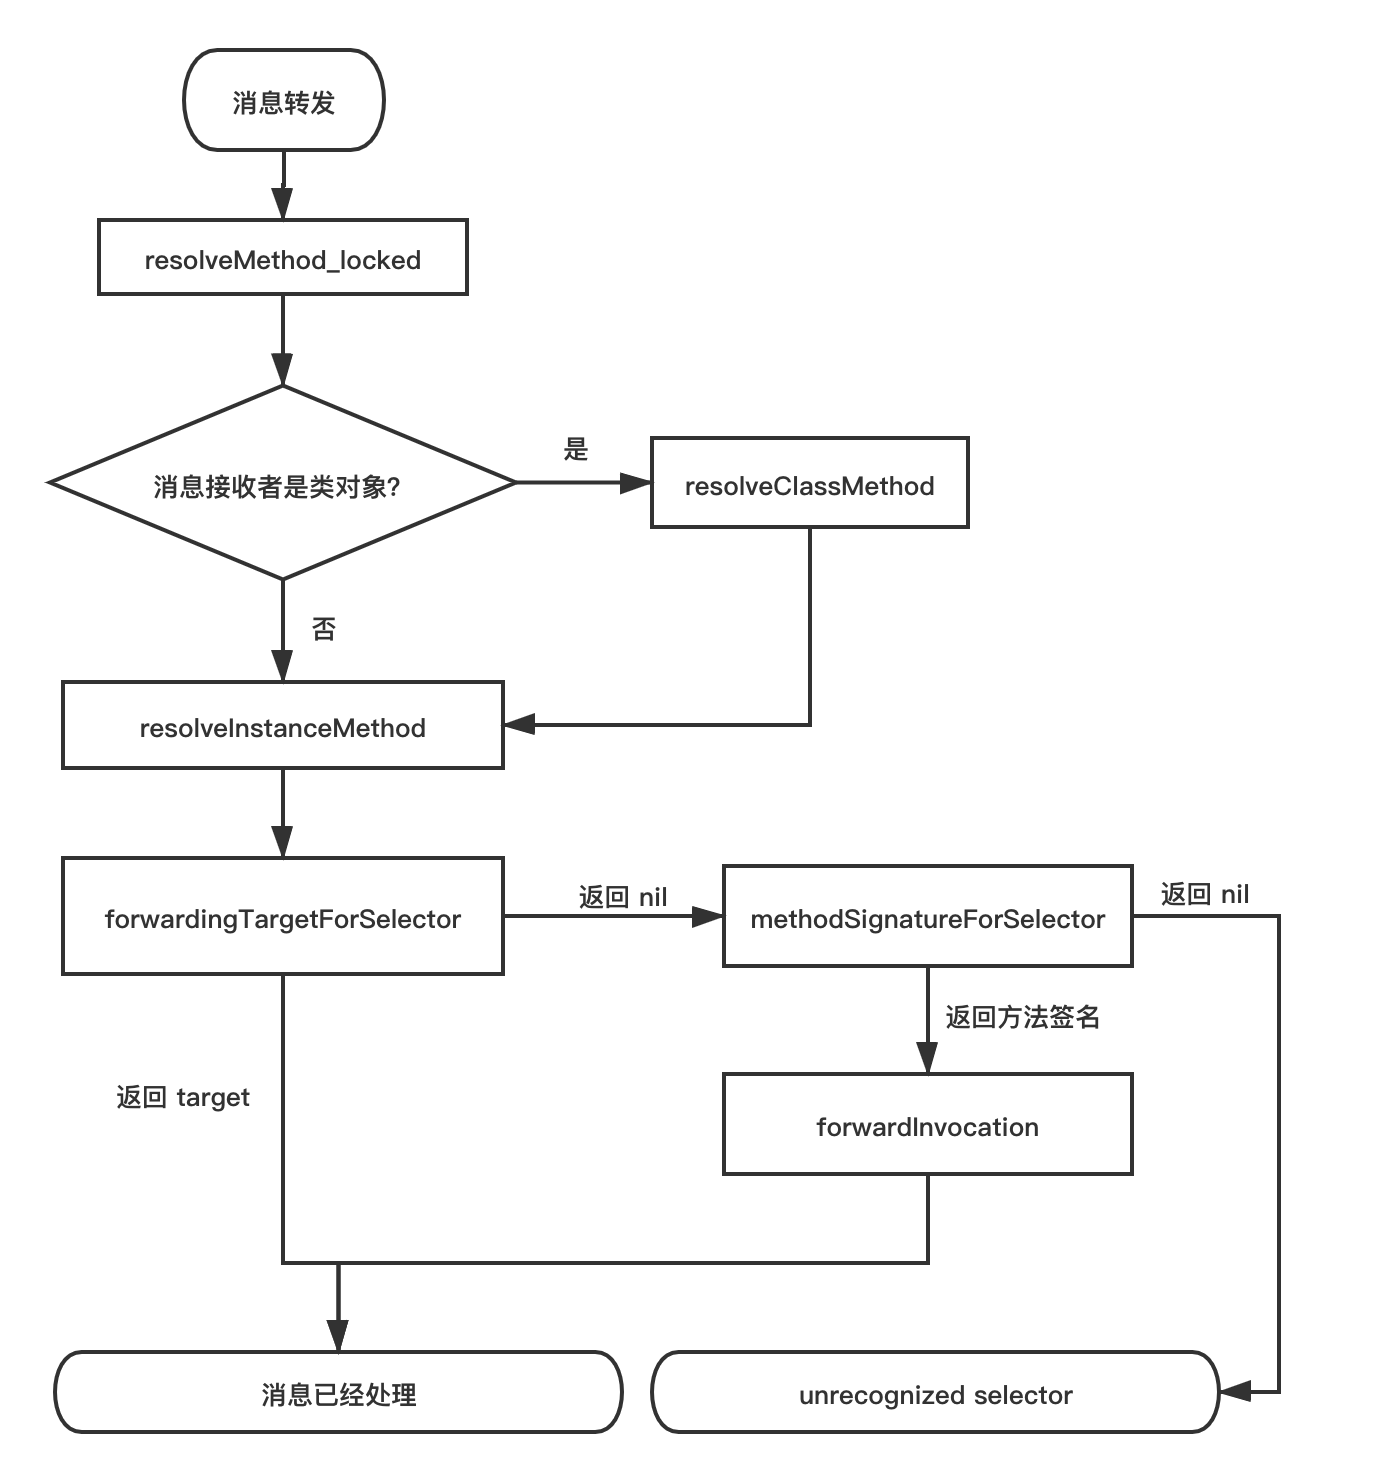 消息转发
resolveMethod_locked
消息接收者是类对象?
是
resolveClassMethod
否
resolveInstanceMethod
forwardingTargetForSelector
返回 nil
methodSignatureForSelector
返回 nil
返回方法签名
返回 target
forwardInvocation
消息已经处理
unrecognized selector